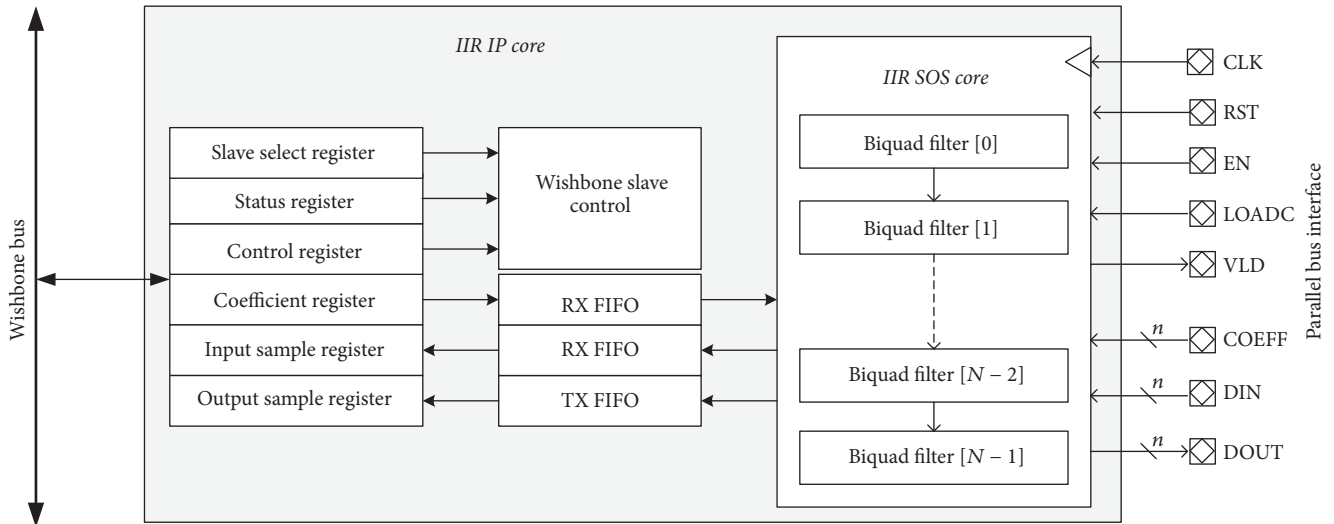 IIR IP core
IIR SOS core
Wishbone bus
Slave select register
Status register
Control register
Coefficient register
Input sample register
Output sample register
Wishbone slave
control
RX FIFO
RX FIFO
TX FIFO
Biquad filter [0]
Biquad filter [1]
Biquad filter [N − 2]
Biquad filter [N − 1]
CLK
RST
EN
LOADC
VLD
n
COEFF
n
DIN
n
DOUT
Parallel bus interface